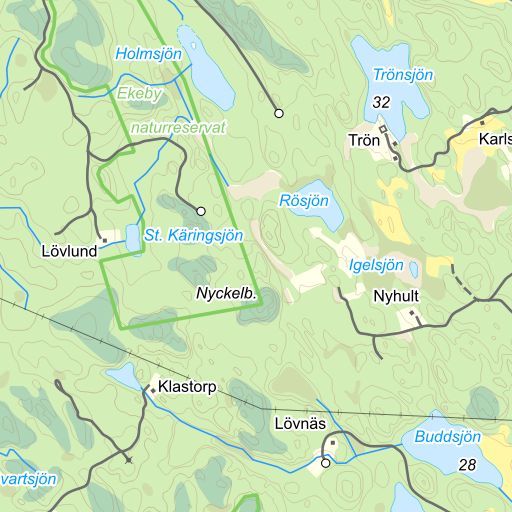 Holmsjön
Trönsjön
Ekeby
32
naturreservat
Karls
Trön
Rösjön
St. Käringsjön
Lövlund
Igelsjön
Nyckelb.
Nyhult
Klastorp
Lövnäs
Buddsjön
28
vartsjön